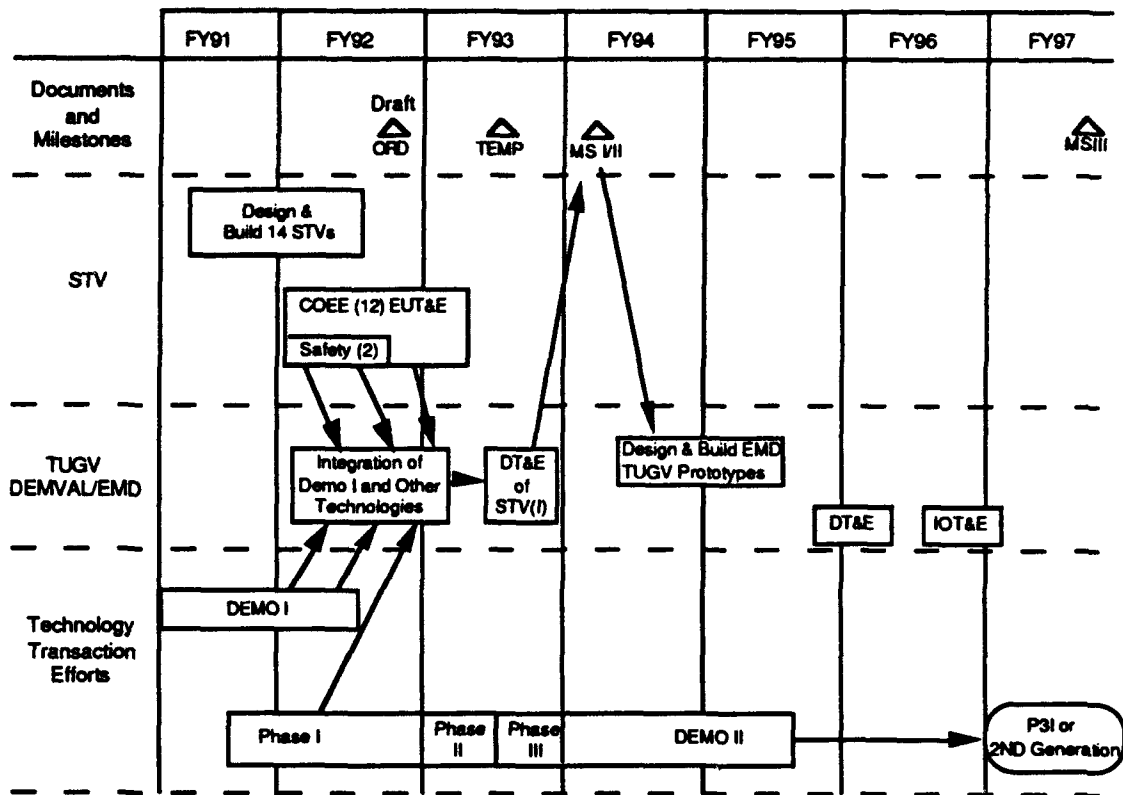 FY91 FY92 FY93 FY94 FY95 FY96 FY97
Documents
and
Milestones
Draft
ORD
TEMP
MS I/II
MSIII
STV
Design &
Build 14 STVs
COEE (12) EUT&E
Safety (2)
TUGV
DEMVAL/EMD
Integration of
Demo I and Other
Technologies
DT&E
of
STV(I)
Design & Build EMD
TUGV Prototypes
DT&E
IOT&E
Technology
Transaction
Efforts
DEMO I
Phase I
Phase
II
Phase
III
DEMO II
P3I or
2ND Generation